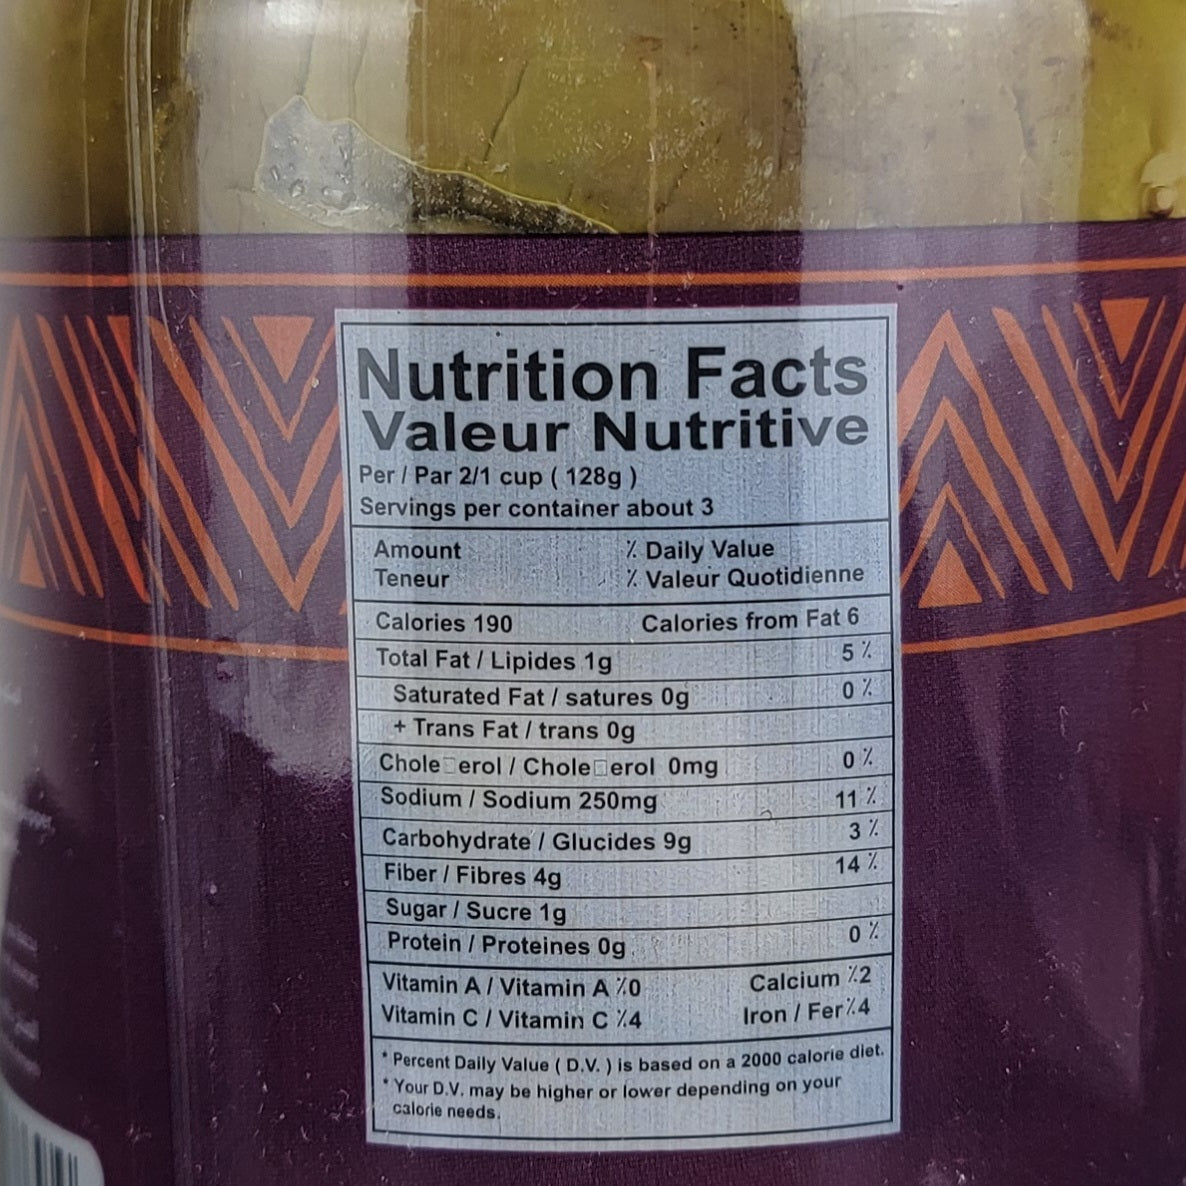 Nutrition Facts
Valeur Nutritive
Per / Par 2/1 cup ( 128g )
Servings per container about 3
Amount % Daily Value
Teneur % Valeur Quotidienne
Calories 190 Calories from Fat 6
Total Fat / Lipides 1g 5 %
Saturated Fat / satures 0g 0 %
+ Trans Fat / trans 0g
Chole□erol / Chole□erol 0mg 0 %
Sodium / Sodium 250mg 11 %
Carbohydrate / Glucides 9g 3 %
Fiber / Fibres 4g 14 %
Sugar / Sucre 1g
Protein / Proteines 0g 0 %
Vitamin A / Vitamin A %0 Calcium %2
Vitamin C / Vitamin C %4 Iron / Fer%4
* Percent Daily Value ( D.V. ) is based on a 2000 calorie diet.
* Your D.V. may be higher or lower depending on your
calorie needs.